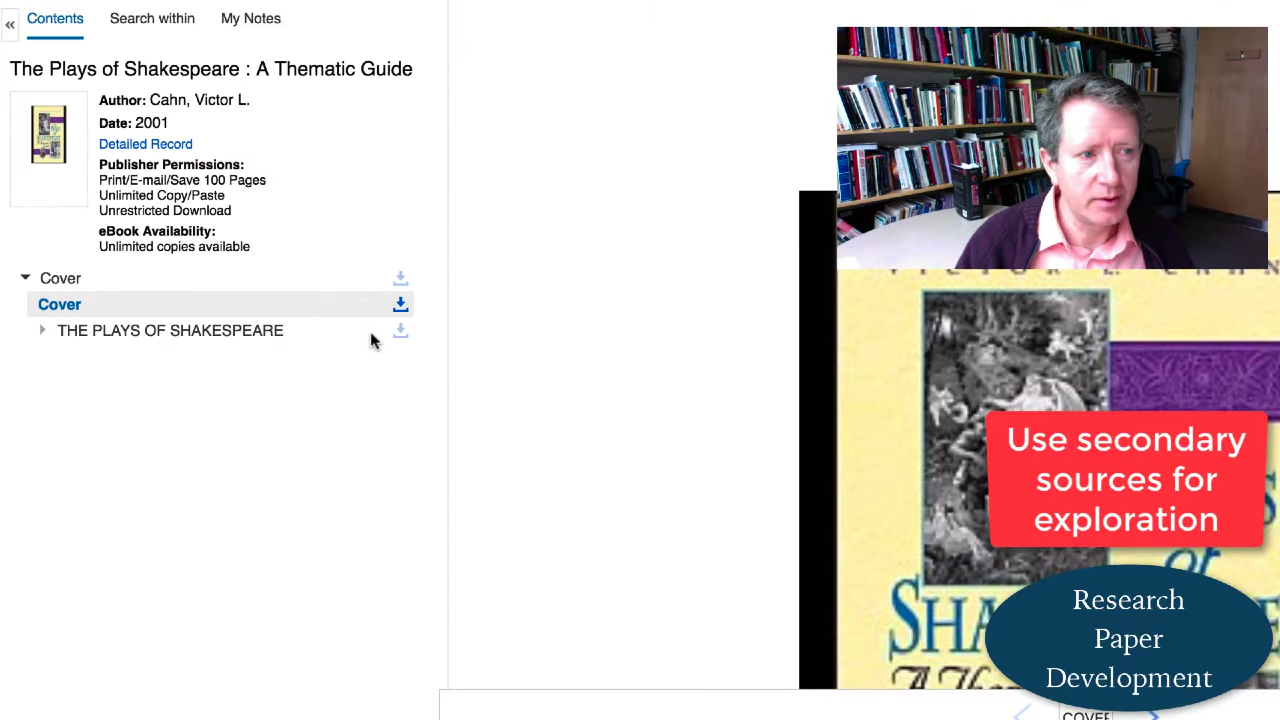 Contents Search within My Notes
The Plays of Shakespeare : A Thematic Guide
Author: Cahn, Victor L.
Date: 2001
Detailed Record
Publisher Permissions:
Print/E-mail/Save 100 Pages
Unlimited Copy/Paste
Unrestricted Download
eBook Availability:
Unlimited copies available
Cover
Cover
THE PLAYS OF SHAKESPEARE
Use secondary
sources for
exploration
of
Research
Paper
Development
COVER